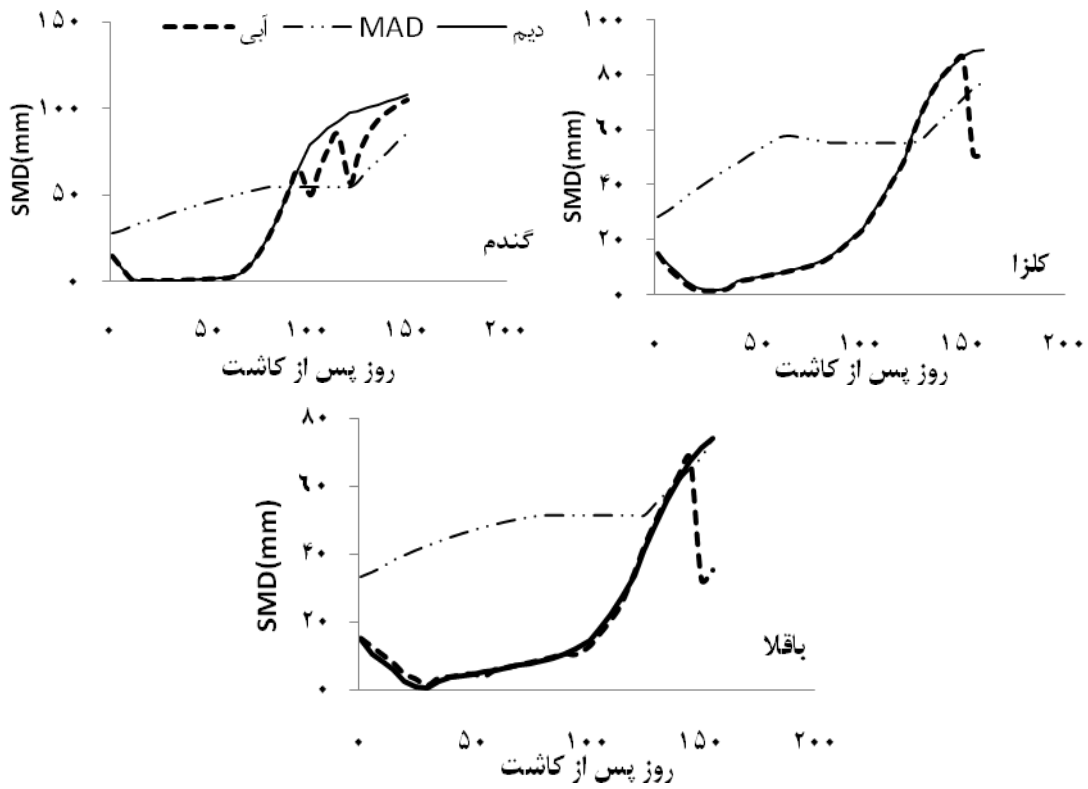 آبی MAD دیم
SMD(mm)
۱۵۰
۱۰۰
۵۰
۰
گندم
۰ ۵۰ ۱۰۰ ۱۵۰ ۲۰۰
روز پس از کاشت
SMD(mm)
۱۰۰
۸۰
۶۰
۴۰
۲۰
۰
کلزا
۰ ۵۰ ۱۰۰ ۱۵۰ ۲۰۰
روز پس از کاشت
SMD(mm)
۸۰
۶۰
۴۰
۲۰
۰
باقلا
۰ ۵۰ ۱۰۰ ۱۵۰ ۲۰۰
روز پس از کاشت